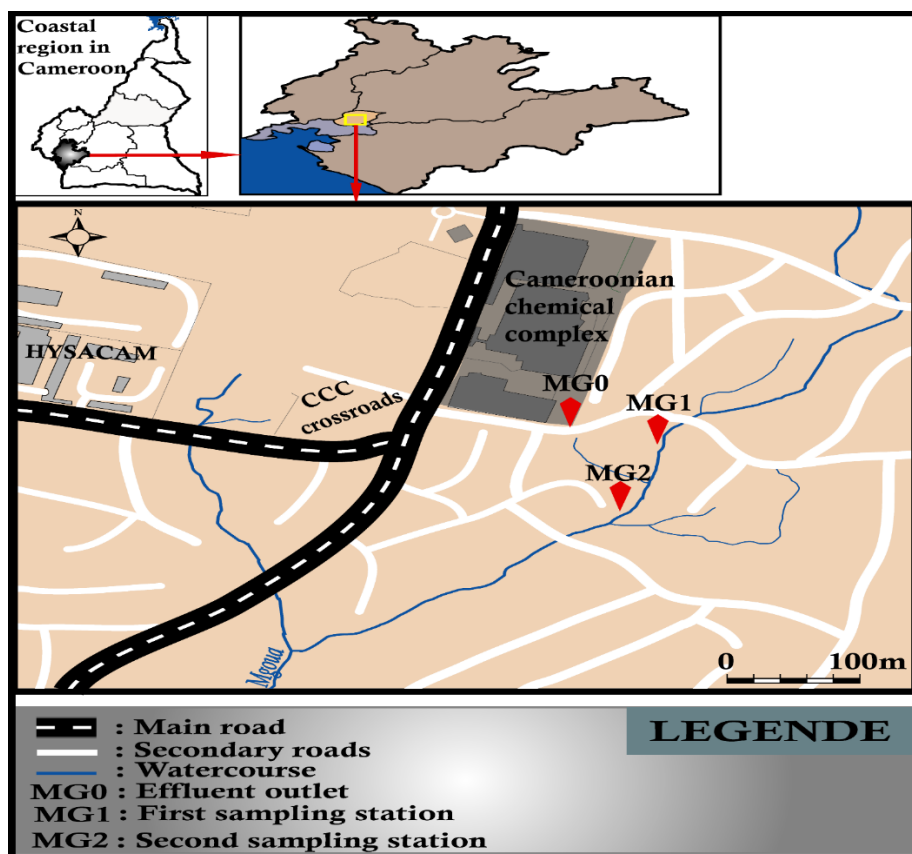 Coastal
region in
Cameroon
N
Cameroonian
chemical
complex
HYSACAM
CCC
crossroads
MG0
MG1
MG2
Mgoua
0 100m
LEGENDE
: Main road
: Secondary roads
: Watercourse
MG0 : Effluent outlet
MG1 : First sampling station
MG2 : Second sampling station